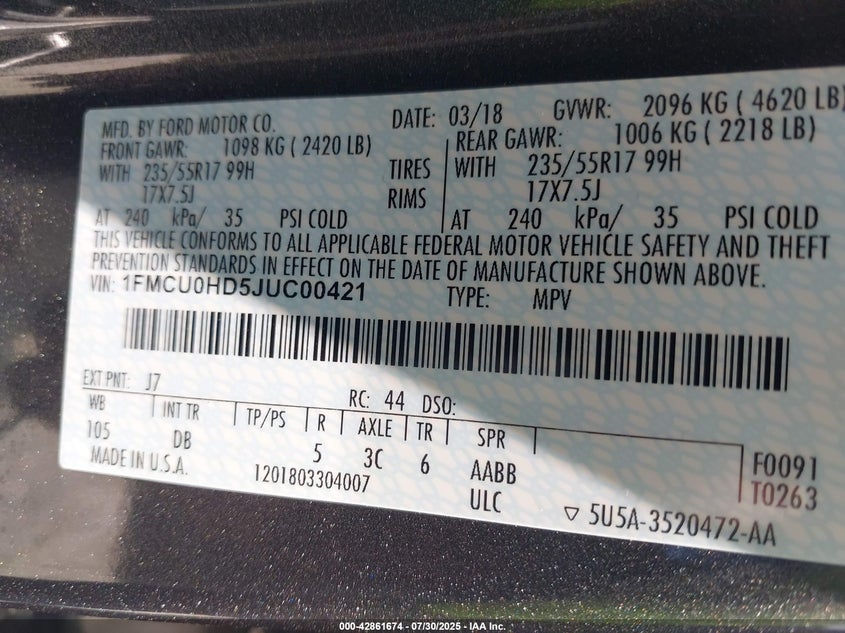 MFD. BY FORD MOTOR CO. DATE: 03/18 GVWR: 2096 KG ( 4620 LB)
FRONT GAWR: 1098 KG ( 2420 LB) REAR GAWR: 1006 KG ( 2218 LB)
WITH 235/55R17 99H TIRES WITH 235/55R17 99H
17X7.5J RIMS 17X7.5J
AT 240 kPa/ 35 PSI COLD AT 240 kPa/ 35 PSI COLD
THIS VEHICLE CONFORMS TO ALL APPLICABLE FEDERAL MOTOR VEHICLE SAFETY AND THEFT
PREVENTION STANDARDS IN EFFECT ON THE DATE OF MANUFACTURE SHOWN ABOVE.
VIN: 1FMCU0HD5JUC00421 TYPE: MPV
EXT PNT: J7 RC: 44 DSO:
WB INT TR TP/PS R AXLE TR SPR
105 DB 5 3C 6 AABB F0091
MADE IN U.S.A. 1201803304007 ULC T0263
▽ 5U5A-3520472-AA
000-42861674 / 07/30/2025 - © IAA Inc.